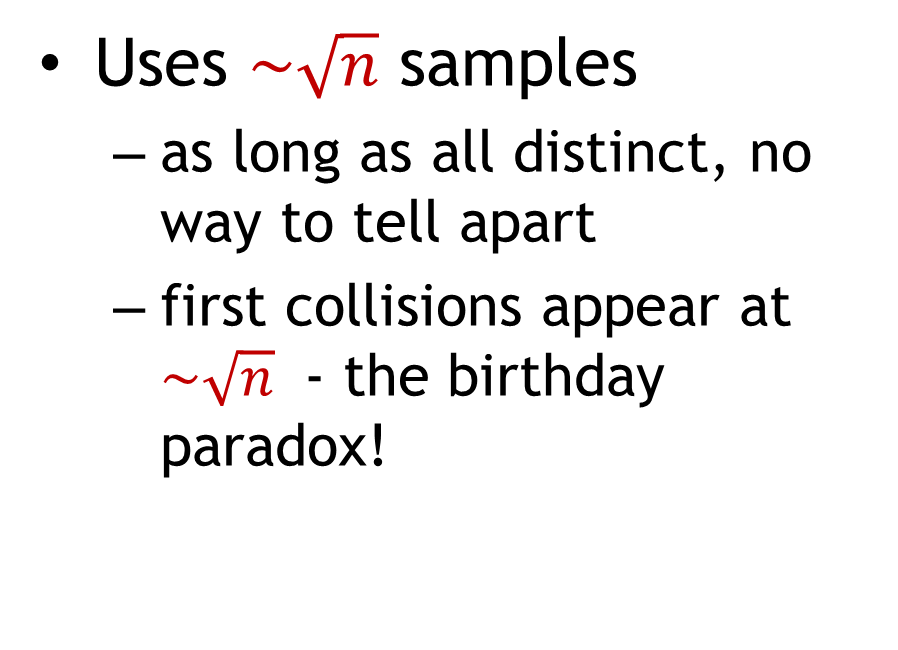 • Uses ~√n samples
– as long as all distinct, no
way to tell apart
– first collisions appear at
~√n - the birthday
paradox!